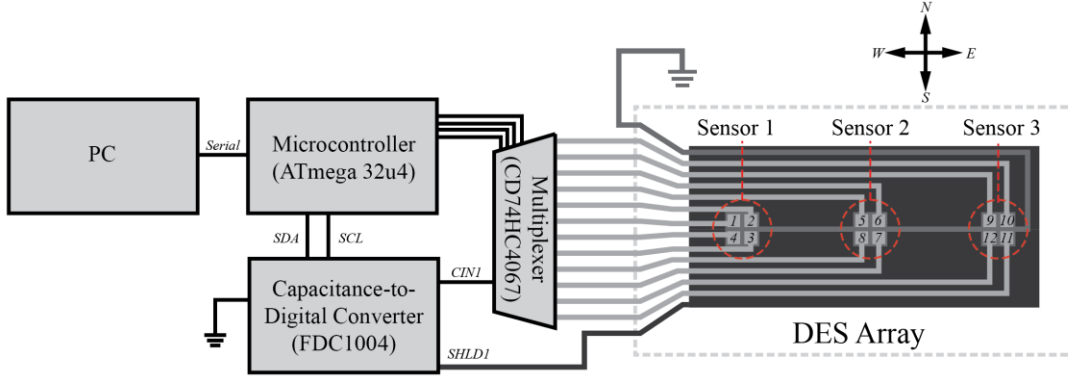 N
W E
S
Sensor 1 Sensor 2 Sensor 3
PC
Serial
Microcontroller
(ATmega 32u4)
Multiplexer
(CD74HC4067)
1 2
4 3
5 6
8 7
9 10
12 11
SDA SCL
CIN1
Capacitance-to-
Digital Converter
(FDC1004)
SHLD1
DES Array